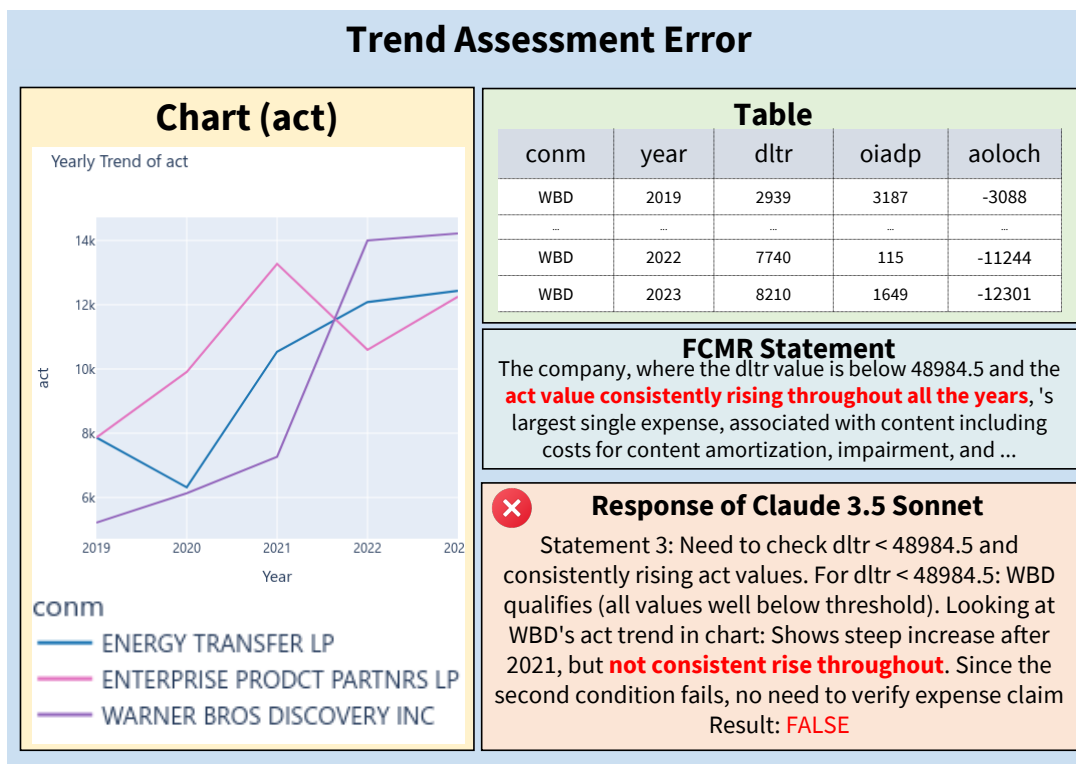 Trend Assessment Error
Chart (act)
Yearly Trend of act
14k
12k
10k
8k
6k
act
2019
2020
2021
2022
202
Year
conm
ENERGY TRANSFER LP
ENTERPRISE PRODCT PARTNRS LP
WARNER BROS DISCOVERY INC
Table
conm year dltr oiadp aoloch
WBD 2019 2939 3187 -3088
... ... ... ... ...
WBD 2022 7740 115 -11244
WBD 2023 8210 1649 -12301
FCMR Statement
The company, where the dltr value is below 48984.5 and the
act value consistently rising throughout all the years, 's
largest single expense, associated with content including
costs for content amortization, impairment, and ...
Response of Claude 3.5 Sonnet
Statement 3: Need to check dltr < 48984.5 and
consistently rising act values. For dltr < 48984.5: WBD
qualifies (all values well below threshold). Looking at
WBD's act trend in chart: Shows steep increase after
2021, but not consistent rise throughout. Since the
second condition fails, no need to verify expense claim
Result: FALSE